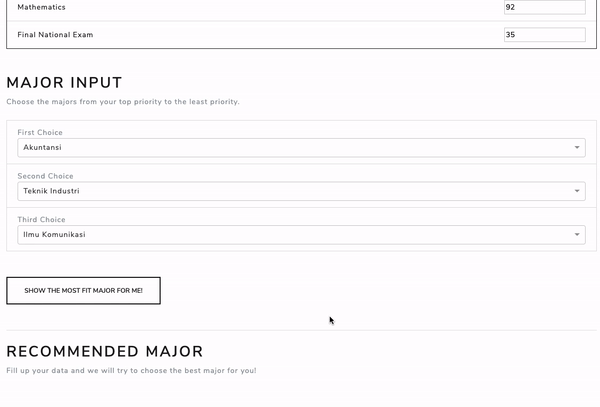 Mathematics 92
Final National Exam 35
MAJOR INPUT
Choose the majors from your top priority to the least priority.
First Choice
Akuntansi
Second Choice
Teknik Industri
Third Choice
Ilmu Komunikasi
SHOW THE MOST FIT MAJOR FOR ME!
RECOMMENDED MAJOR
Fill up your data and we will try to choose the best major for you!